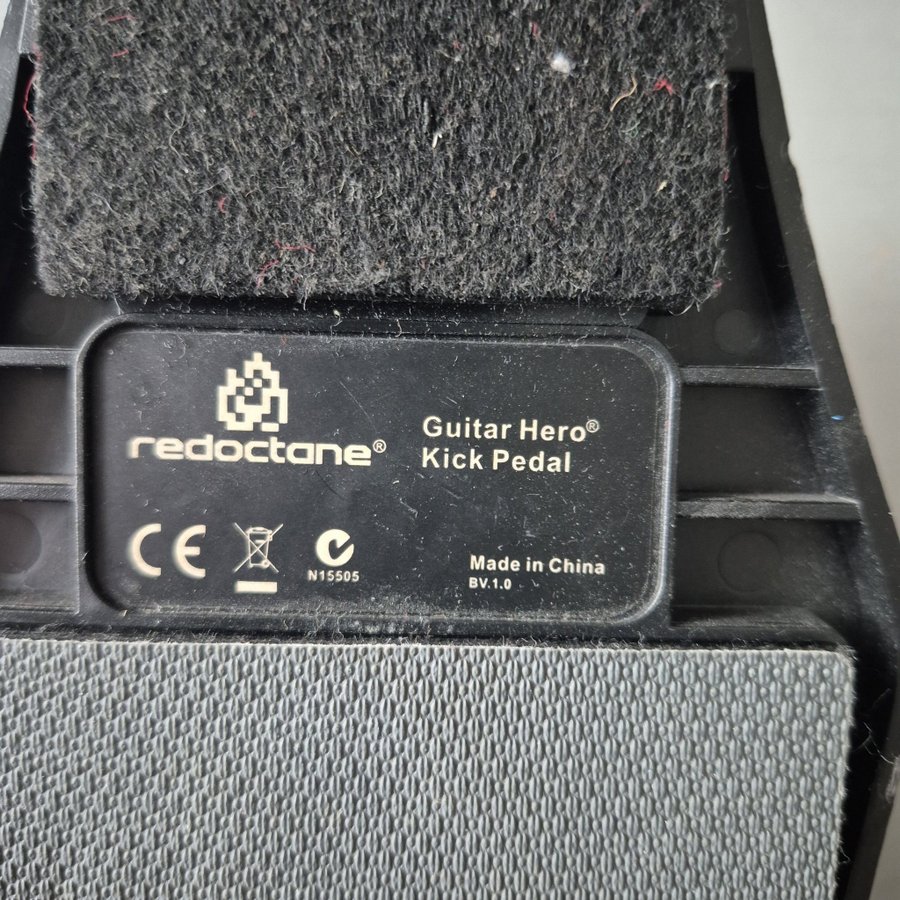 redoctane®
Guitar Hero®
Kick Pedal
CE
N15505
Made in China
BV.1.0